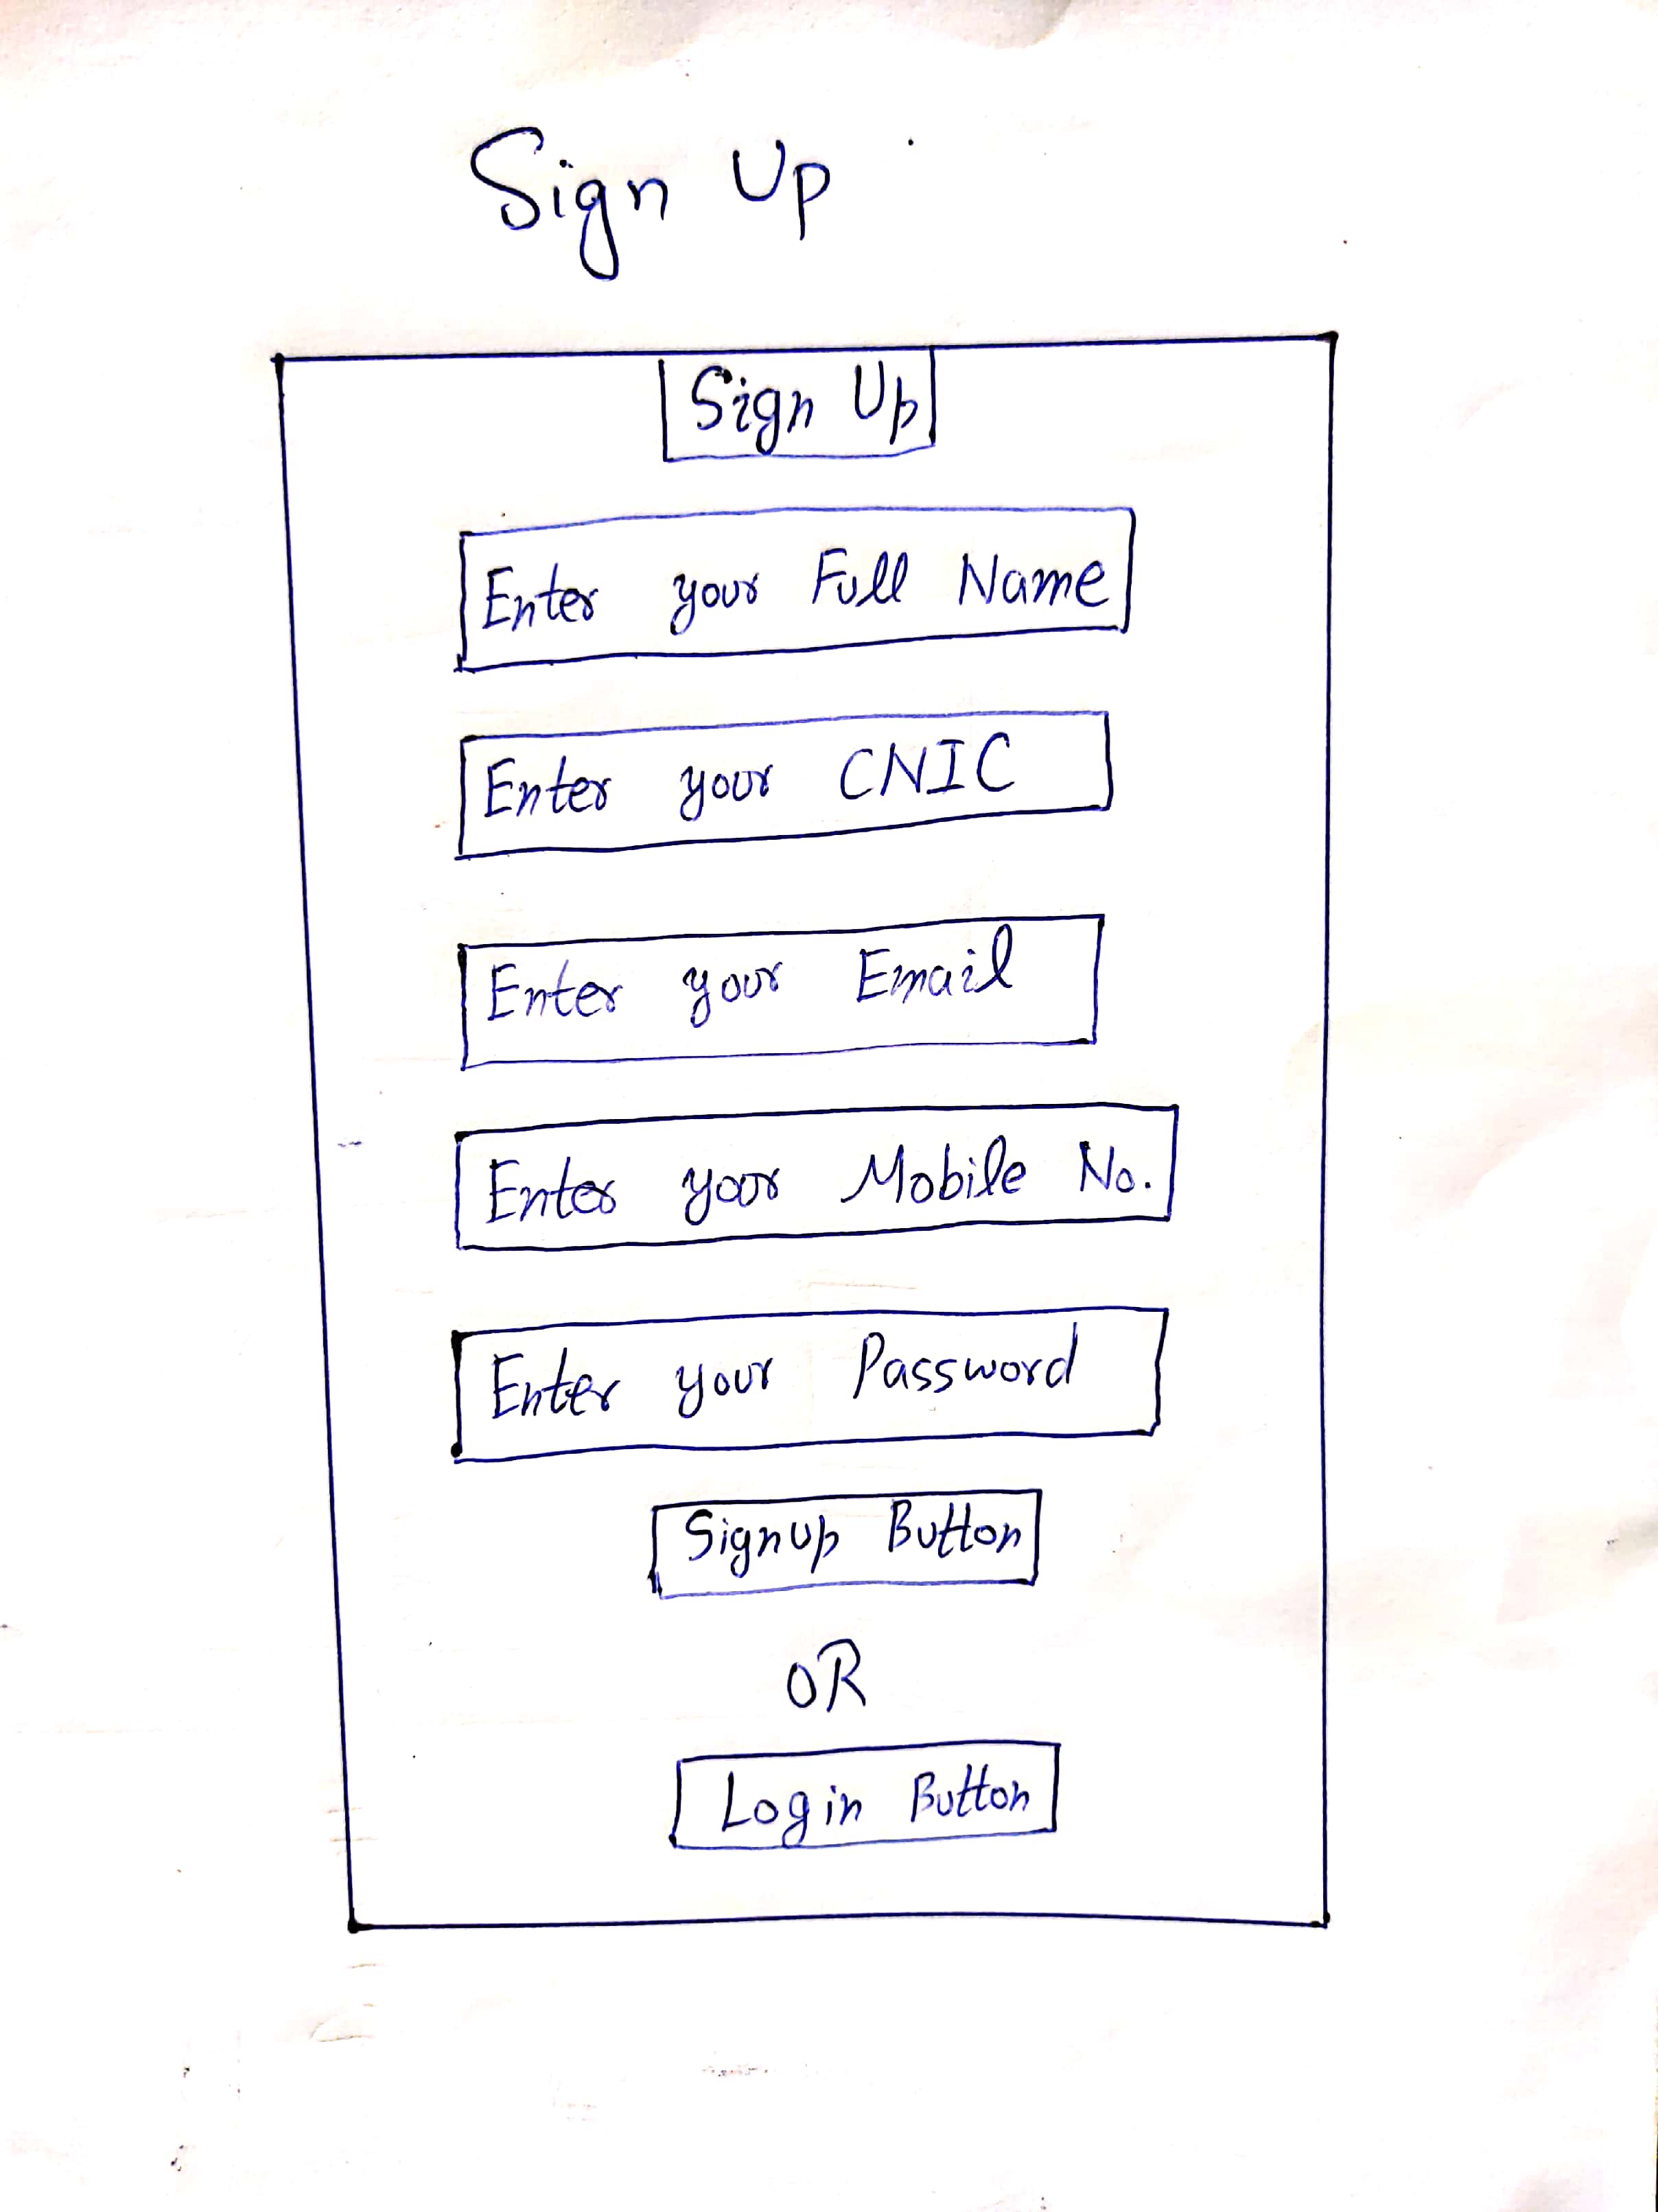 Sign Up
Sign Up
Enter your Full Name
Enter your CNIC
Enter your Email
Enter your Mobile No.
Enter your Password
Signup Button
OR
Login Button